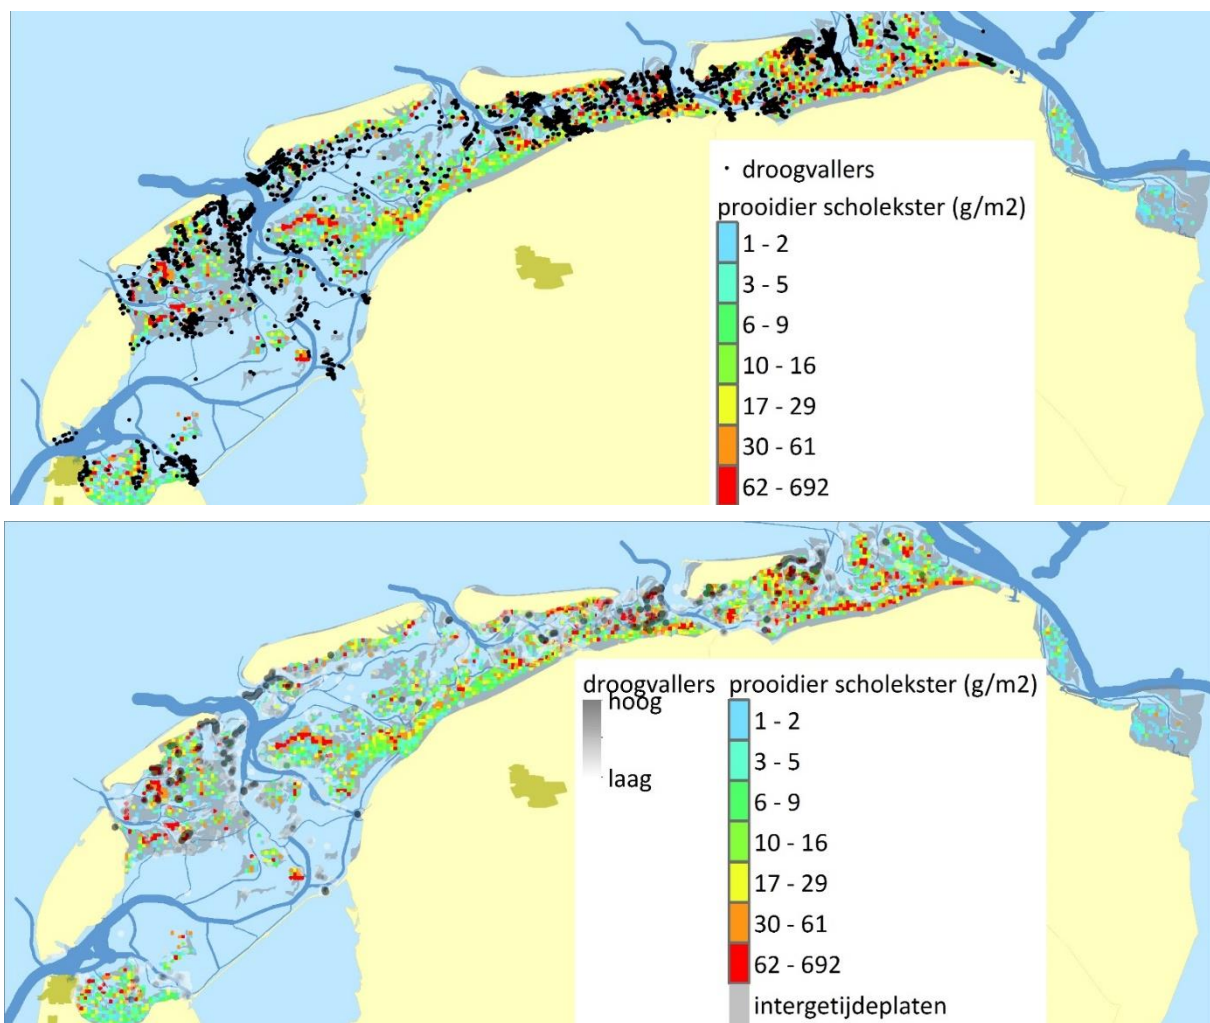 droogvallers
prooidier scholekster (g/m2)
1 - 2
3 - 5
6 - 9
10 - 16
17 - 29
30 - 61
62 - 692
droogvallers prooidier scholekster (g/m2)
hoog
laag
1 - 2
3 - 5
6 - 9
10 - 16
17 - 29
30 - 61
62 - 692
intergetijdeplaten